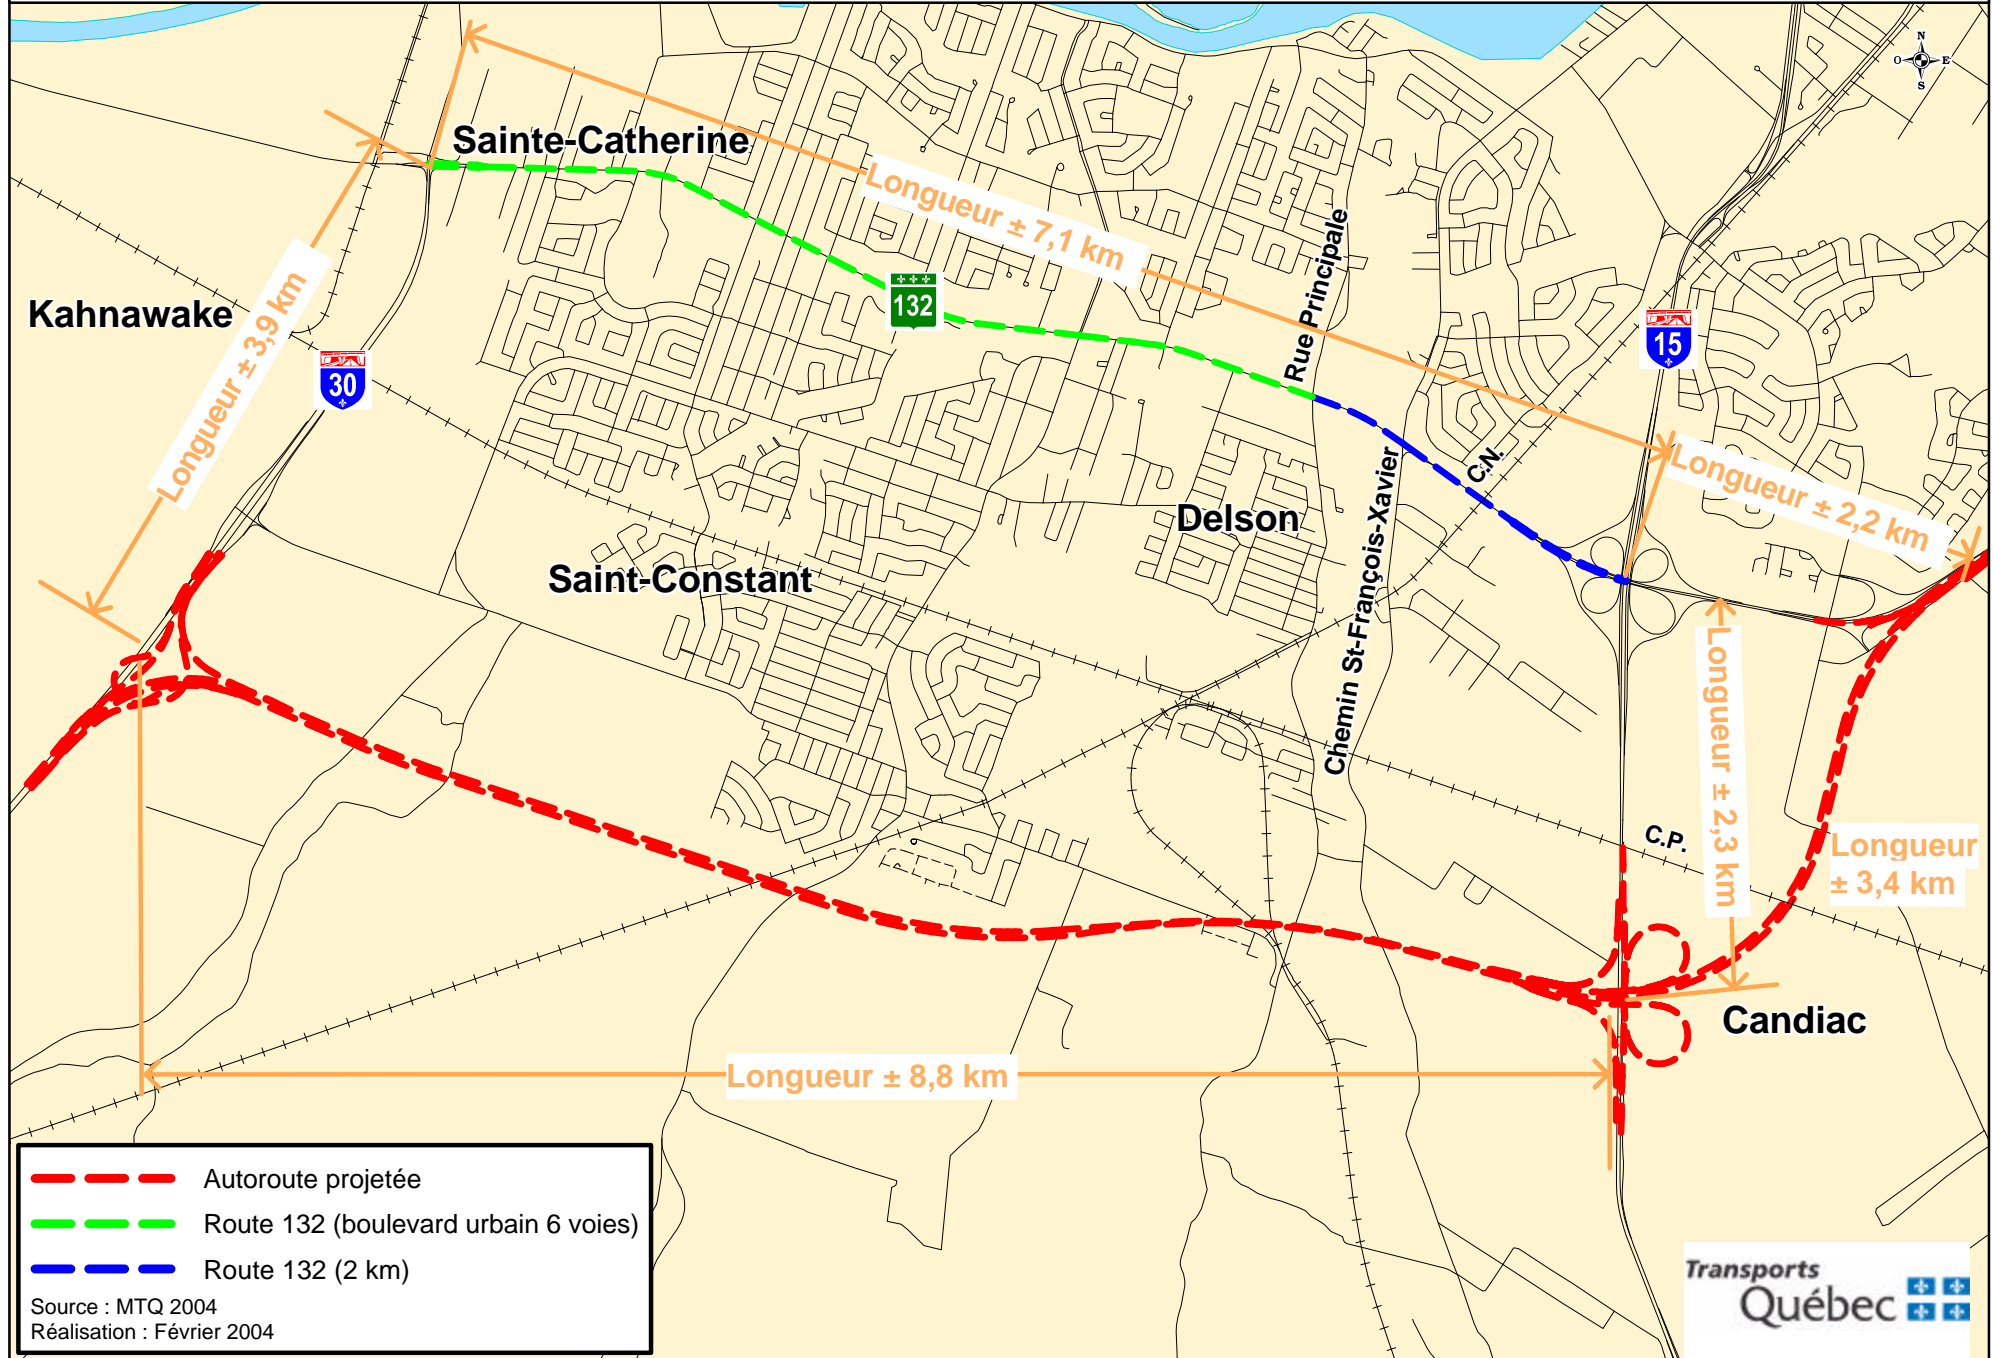 N
O
E
S
Sainte-Catherine
Longueur ± 7,1 km
Rue Principale
Kahnawake
Longueur ± 3,9 km
132
15
30
C.N.
Longueur ± 2,2 km
Delson
Chemin St-François-Xavier
Saint-Constant
Longueur ± 2,3 km
C.P.
Longueur
± 3,4 km
Candiac
Longueur ± 8,8 km
Autoroute projetée
Route 132 (boulevard urbain 6 voies)
Route 132 (2 km)
Source : MTQ 2004
Réalisation : Février 2004
Transports
Québec